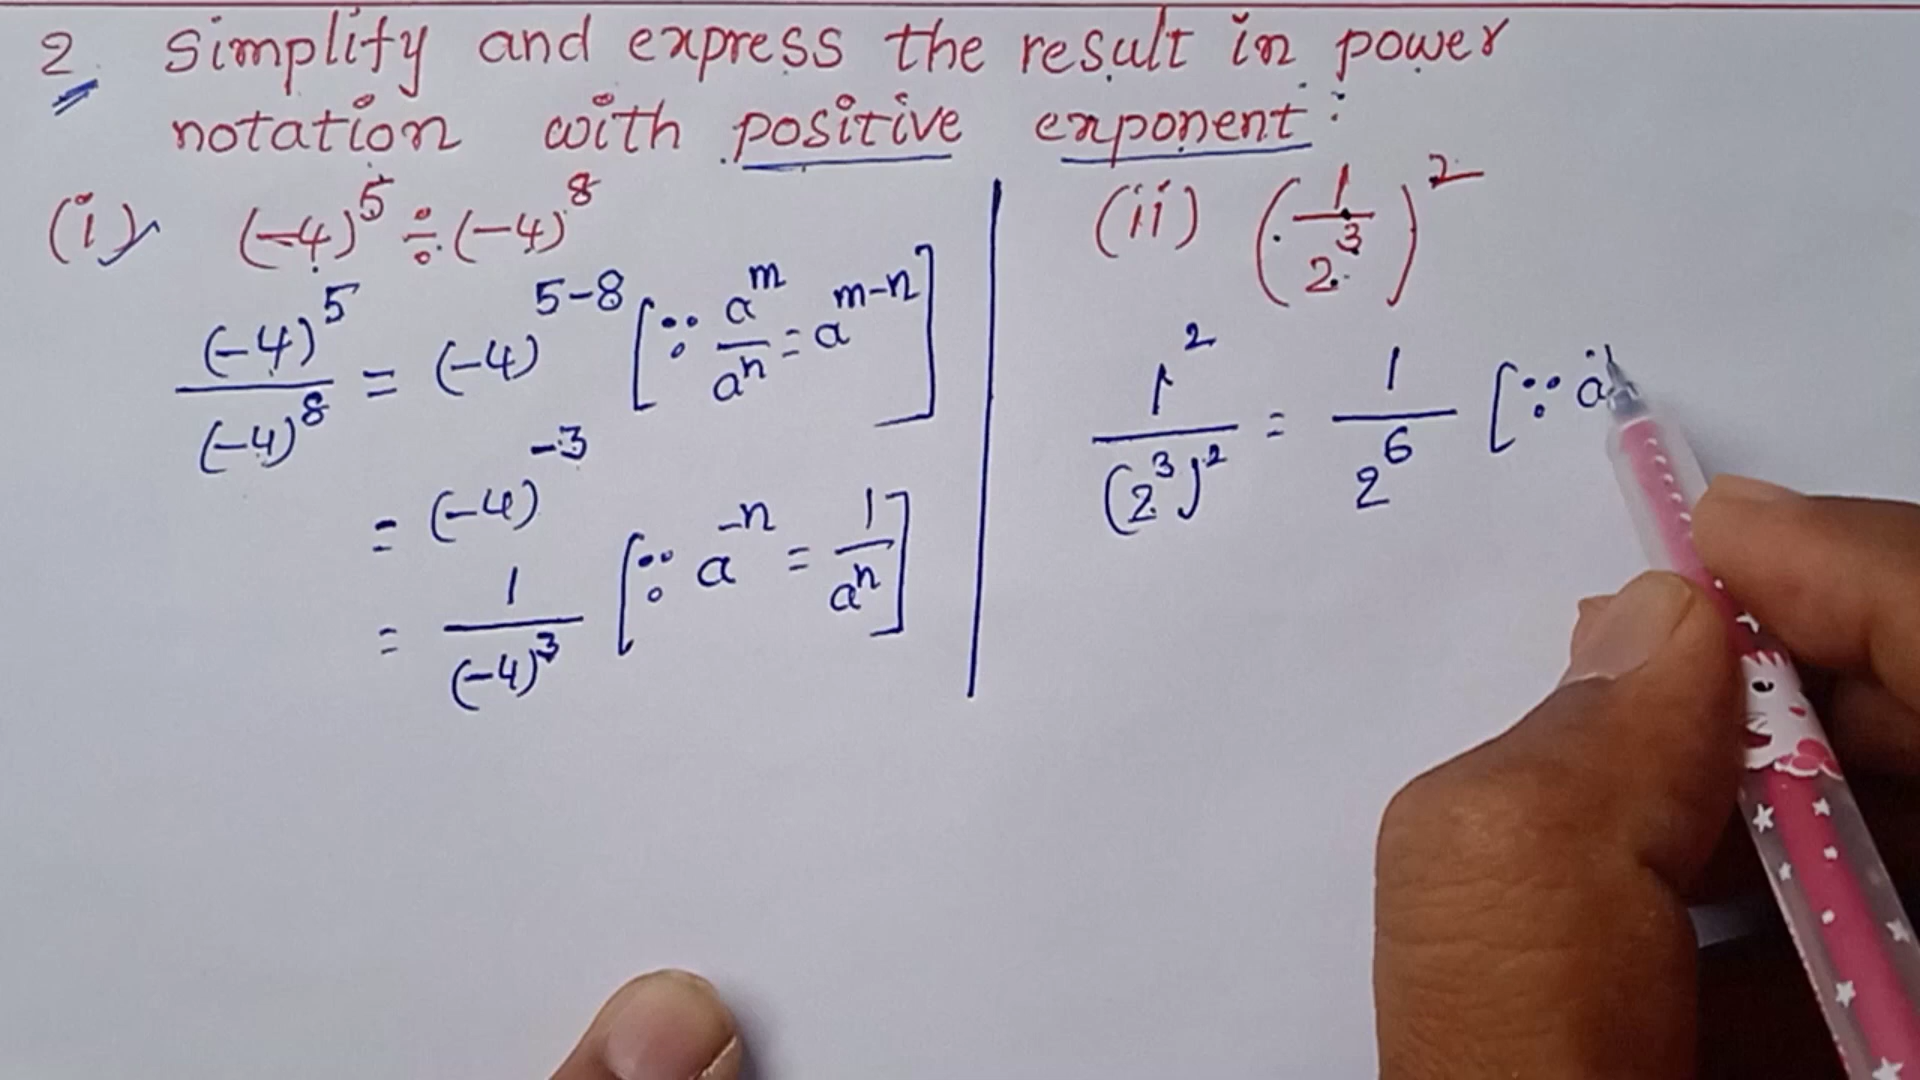 2. Simplify and express the result in power
notation with positive exponent:
(i) (-4)^5 ÷ (-4)^8
(-4)^5 / (-4)^8 = (-4)^(5-8) [∵ a^m / a^n = a^(m-n)]
= (-4)^-3
= 1 / (-4)^3 [∵ a^-n = 1 / a^n]
(ii) (1 / 2^3)^2
1^2 / (2^3)^2 = 1 / 2^6 [∵ a